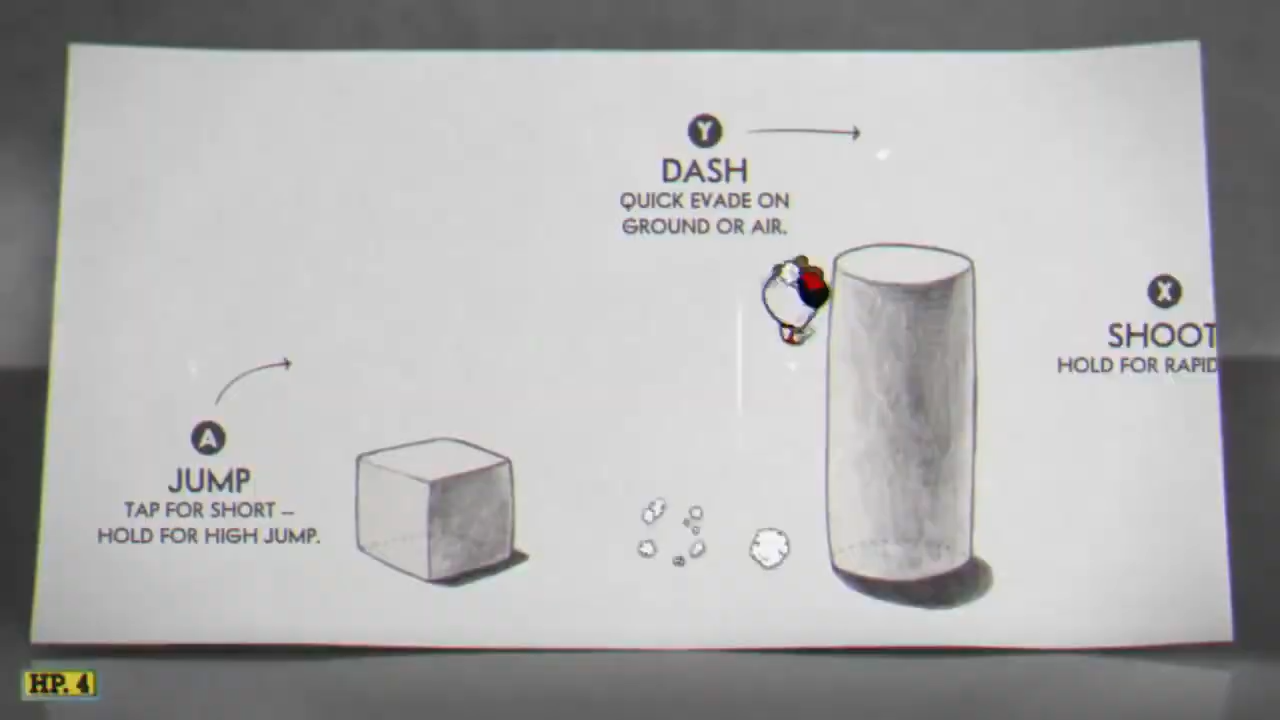 Y
DASH
QUICK EVADE ON
GROUND OR AIR.
X
SHOOT
HOLD FOR RAPID
A
JUMP
TAP FOR SHORT –
HOLD FOR HIGH JUMP.
HP. 4